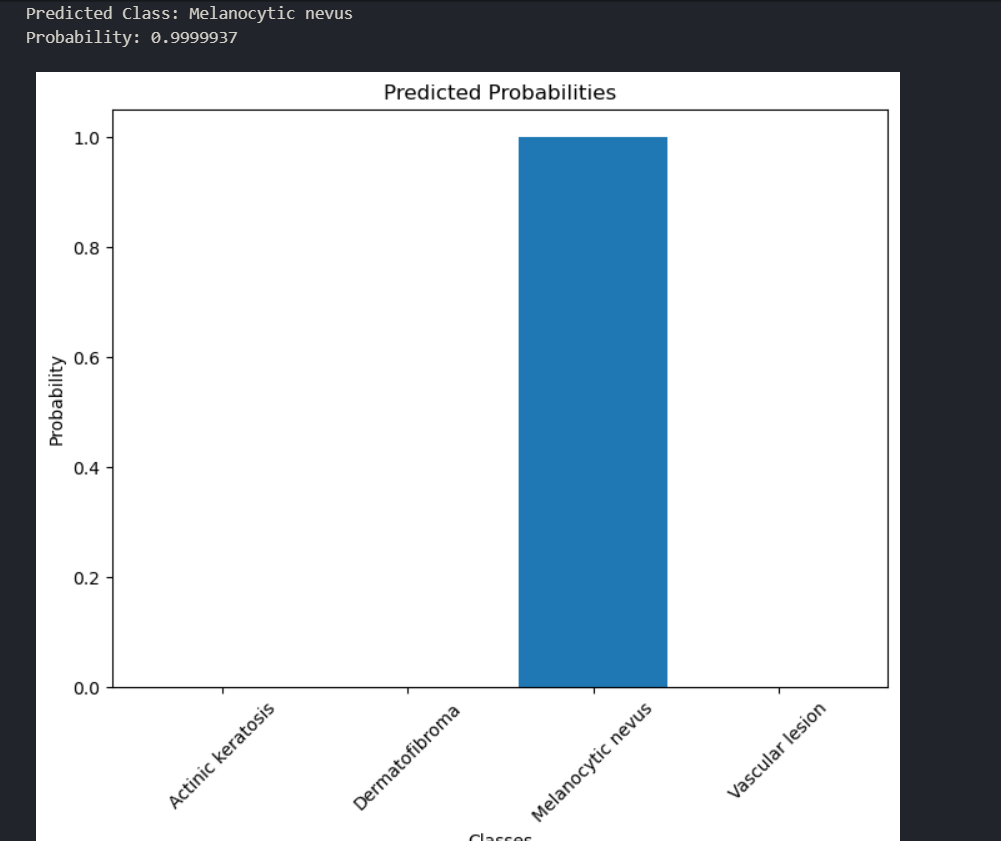 Predicted Class: Melanocytic nevus
Probability: 0.9999937
Predicted Probabilities
1.0
0.8
0.6
0.4
0.2
0.0
Probability
Actinic keratosis
Dermatofibroma
Melanocytic nevus
Vascular lesion
Classes